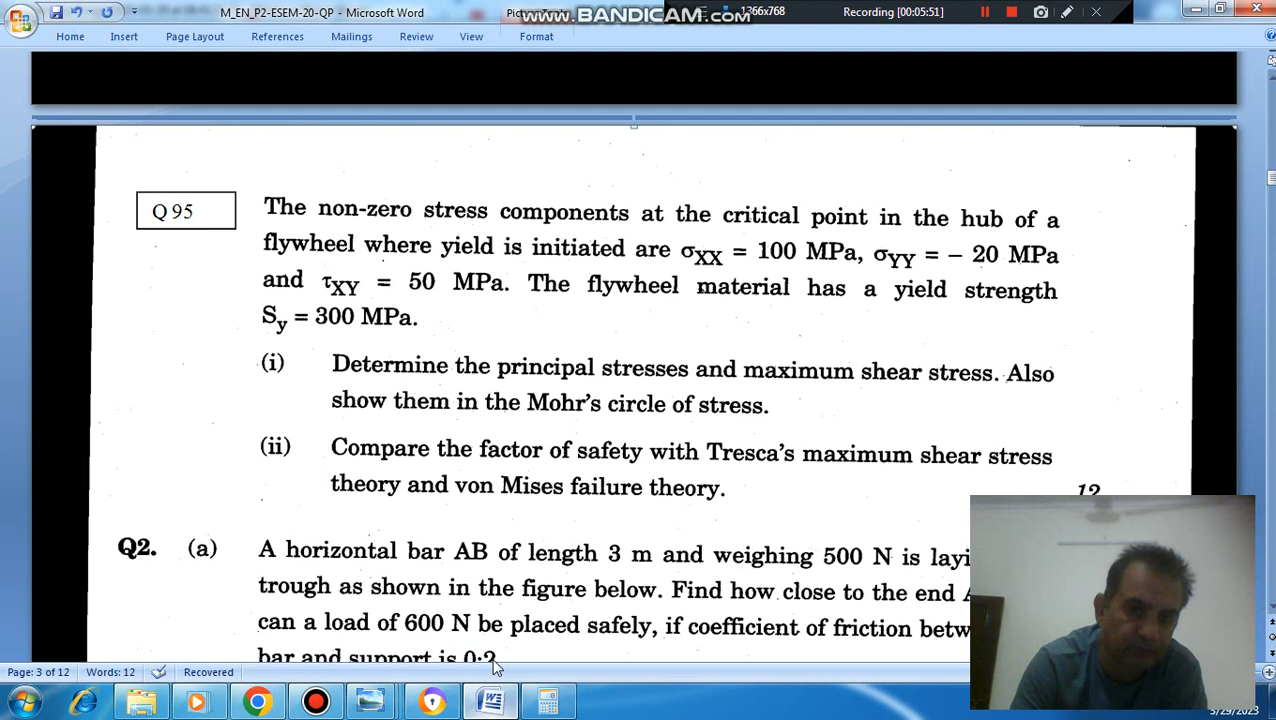 M_EN_P2-ESEM-20-QP - Microsoft Word
www.BANDICAM.com
1366x768
Recording [00:05:51]
Home Insert Page Layout References Mailings Review View Format
Q 95
The non-zero stress components at the critical point in the hub of a
flywheel where yield is initiated are σXX = 100 MPa, σYY = – 20 MPa
and τXY = 50 MPa. The flywheel material has a yield strength
Sy = 300 MPa.
(i) Determine the principal stresses and maximum shear stress. Also
show them in the Mohr's circle of stress.
(ii) Compare the factor of safety with Tresca's maximum shear stress
theory and von Mises failure theory.
12
Q2. (a) A horizontal bar AB of length 3 m and weighing 500 N is
trough as shown in the figure below. Find how close to the end
can a load of 600 N be placed safely, if coefficient of friction
bar and support is 0·2
Page: 3 of 12 Words: 12 Recovered
3/29/2023